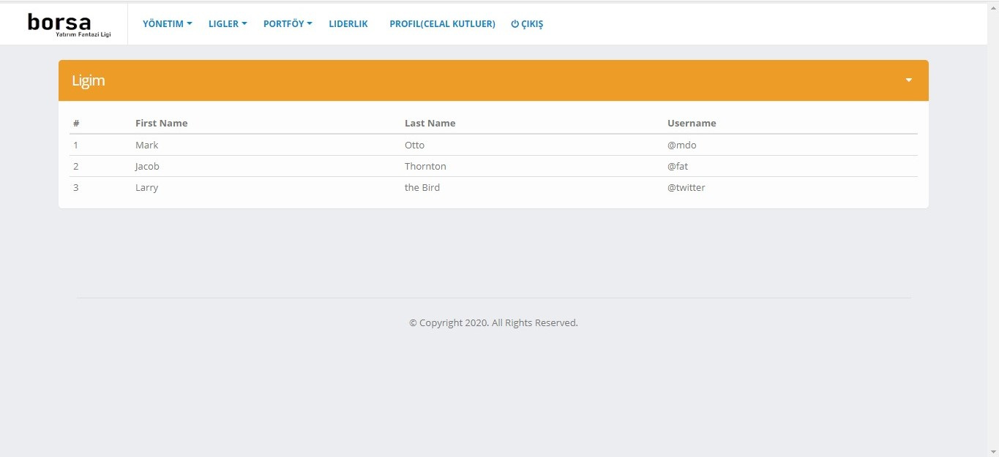 borsa
Yatırım Fantazi Ligi
YÖNETIM LIGLER PORTFÖY LIDERLIK PROFIL(CELAL KUTLUER) ÇIKIŞ
Ligim
# First Name Last Name Username
1 Mark Otto @mdo
2 Jacob Thornton @fat
3 Larry the Bird @twitter
© Copyright 2020. All Rights Reserved.